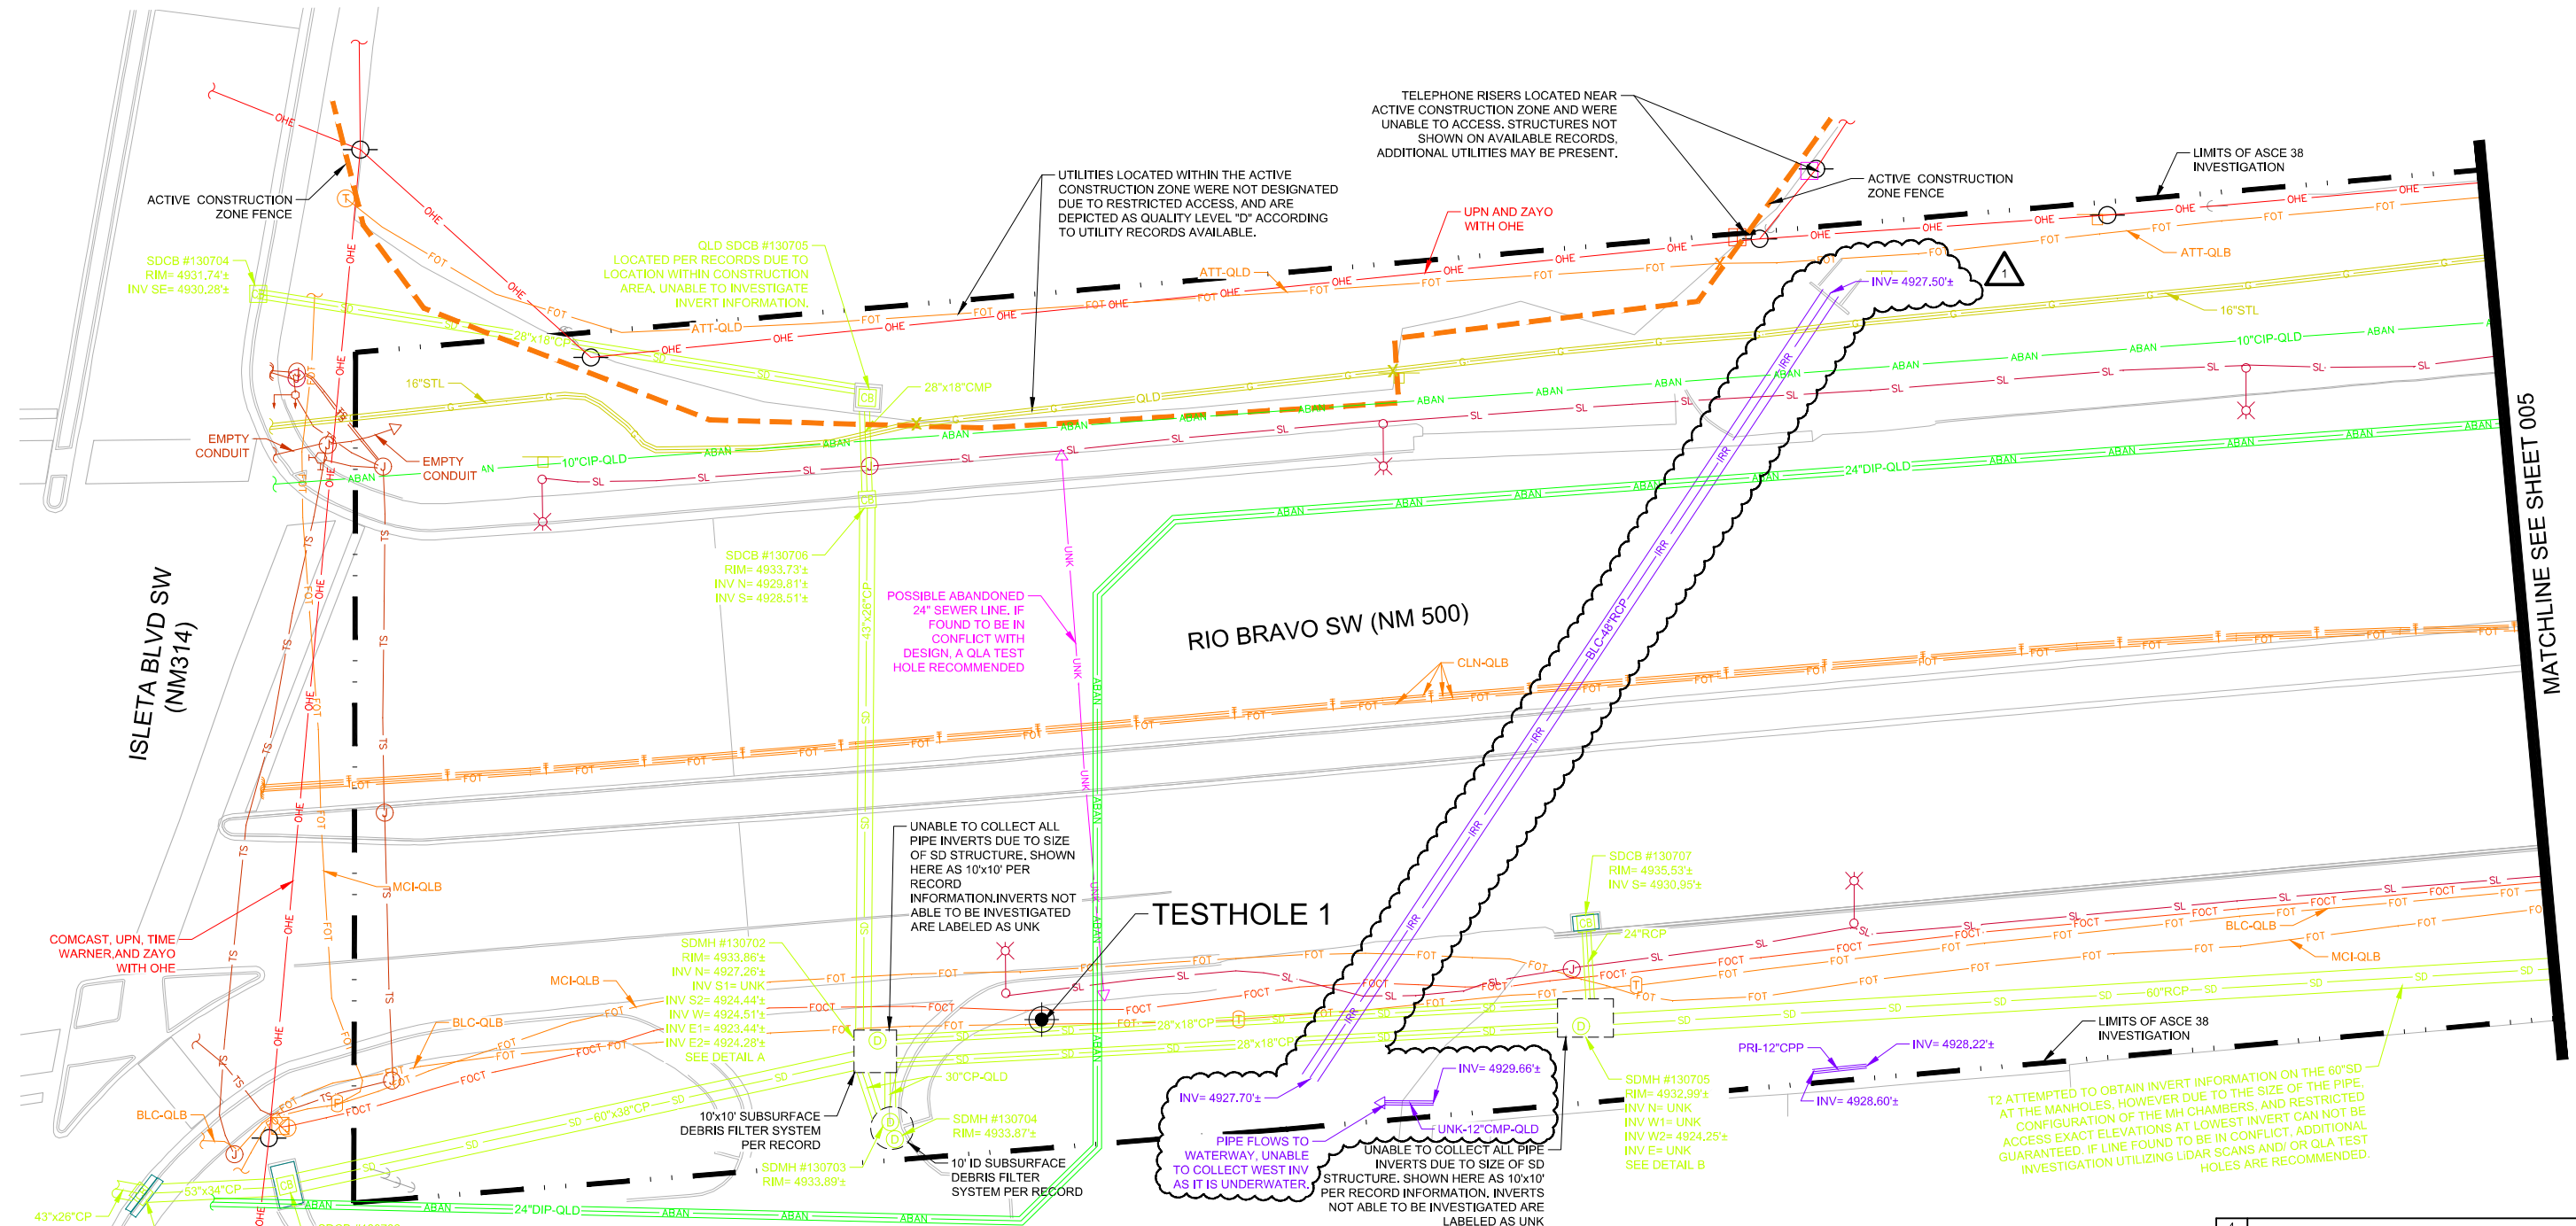 TELEPHONE RISERS LOCATED NEAR
ACTIVE CONSTRUCTION ZONE AND WERE
UNABLE TO ACCESS. STRUCTURES NOT
SHOWN ON AVAILABLE RECORDS,
ADDITIONAL UTILITIES MAY BE PRESENT.
LIMITS OF ASCE 38
INVESTIGATION
ACTIVE CONSTRUCTION
ZONE FENCE
UTILITIES LOCATED WITHIN THE ACTIVE
CONSTRUCTION ZONE WERE NOT DESIGNATED
DUE TO RESTRICTED ACCESS, AND ARE
DEPICTED AS QUALITY LEVEL "D" ACCORDING
TO UTILITY RECORDS AVAILABLE.
ACTIVE CONSTRUCTION
ZONE FENCE
UPN AND ZAYO
WITH OHE
QLD SDCB #130705
LOCATED PER RECORDS DUE TO
LOCATION WITHIN CONSTRUCTION
AREA, UNABLE TO INVESTIGATE
INVERT INFORMATION.
SDCB #130704
RIM= 4931.74'±
INV SE= 4930.28'±
ATT-QLD
ATT-QLD
ATT-QLB
INV= 4927.50'±
1
16"STL
10"CIP-QLD
28"x18"CP
28"x18"CMP
16"STL
QLD
CB
EMPTY
CONDUIT
EMPTY
CONDUIT
10"CIP-QLD
24"DIP-QLD
CB
SDCB #130706
RIM= 4933.73'±
INV N= 4929.81'±
INV S= 4928.51'±
43"x26"CP
POSSIBLE ABANDONED
24" SEWER LINE, IF
FOUND TO BE IN
CONFLICT WITH
DESIGN, A QLA TEST
HOLE RECOMMENDED
RIO BRAVO SW (NM 500)
ISLETA BLVD SW
(NM314)
MATCHLINE SEE SHEET 005
BLC-48"RCP
CLN-QLB
UNABLE TO COLLECT ALL
PIPE INVERTS DUE TO SIZE
OF SD STRUCTURE, SHOWN
HERE AS 10'x10' PER
RECORD
INFORMATION.INVERTS NOT
ABLE TO BE INVESTIGATED
ARE LABELED AS UNK
MCI-QLB
TESTHOLE 1
SDCB #130707
RIM= 4935.53'±
INV S= 4930.95'±
24"RCP
COMCAST, UPN, TIME
WARNER,AND ZAYO
WITH OHE
SDMH #130702
RIM= 4933.86'±
INV N= 4927.26'±
INV S1= UNK
INV S2= 4924.44'±
INV W= 4924.51'±
INV E1= 4923.44'±
INV E2= 4924.28'±
SEE DETAIL A
MCI-QLB
BLC-QLB
BLC-QLB
MCI-QLB
60"RCP
28"x18"CP
28"x18"CP
LIMITS OF ASCE 38
INVESTIGATION
30"CP-QLD
60"x38"CP
BLC-QLB
10'x10' SUBSURFACE
DEBRIS FILTER SYSTEM
PER RECORD
SDMH #130704
RIM= 4933.87'±
SDMH #130703
RIM= 4933.89'±
10' ID SUBSURFACE
DEBRIS FILTER
SYSTEM PER RECORD
INV= 4927.70'±
INV= 4929.66'±
UNK-12"CMP-QLD
PIPE FLOWS TO
WATERWAY, UNABLE
TO COLLECT WEST INV
AS IT IS UNDERWATER.
UNABLE TO COLLECT ALL PIPE
INVERTS DUE TO SIZE OF SD
STRUCTURE. SHOWN HERE AS 10'x10'
PER RECORD INFORMATION. INVERTS
NOT ABLE TO BE INVESTIGATED ARE
LABELED AS UNK
SDMH #130705
RIM= 4932.99'±
INV N= UNK
INV W1= UNK
INV W2= 4924.25'±
INV E= UNK
SEE DETAIL B
PRI-12"CPP
INV= 4928.22'±
INV= 4928.60'±
T2 ATTEMPTED TO OBTAIN INVERT INFORMATION ON THE 60"SD
AT THE MANHOLES, HOWEVER DUE TO THE SIZE OF THE PIPE,
CONFIGURATION OF THE MH CHAMBERS, AND RESTRICTED
ACCESS EXACT ELEVATIONS AT LOWEST INVERT CAN NOT BE
GUARANTEED. IF LINE FOUND TO BE IN CONFLICT, ADDITIONAL
INVESTIGATION UTILIZING LiDAR SCANS AND/ OR QLA TEST
HOLES ARE RECOMMENDED.
53"x34"CP
43"x26"CP
CB
24"DIP-QLD
4